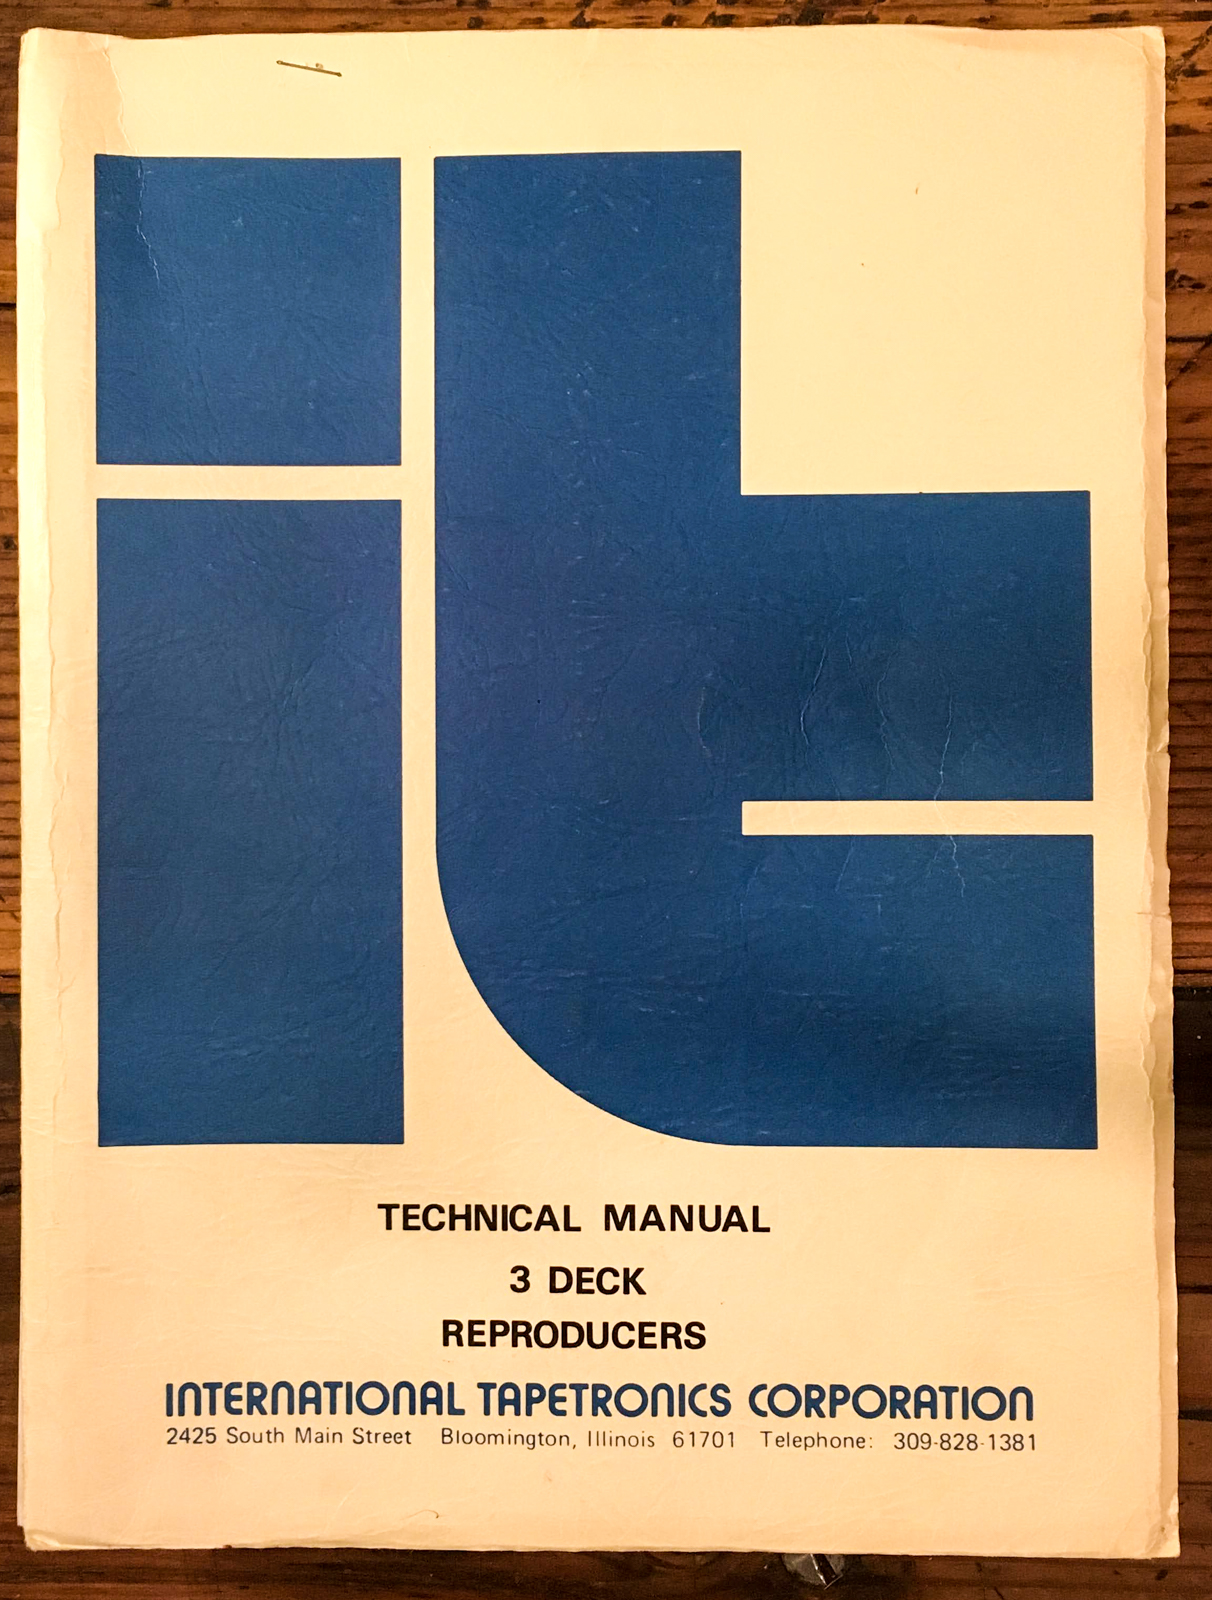 itc
TECHNICAL MANUAL
3 DECK
REPRODUCERS
INTERNATIONAL TAPETRONICS CORPORATION
2425 South Main Street Bloomington, Illinois 61701 Telephone: 309-828-1381